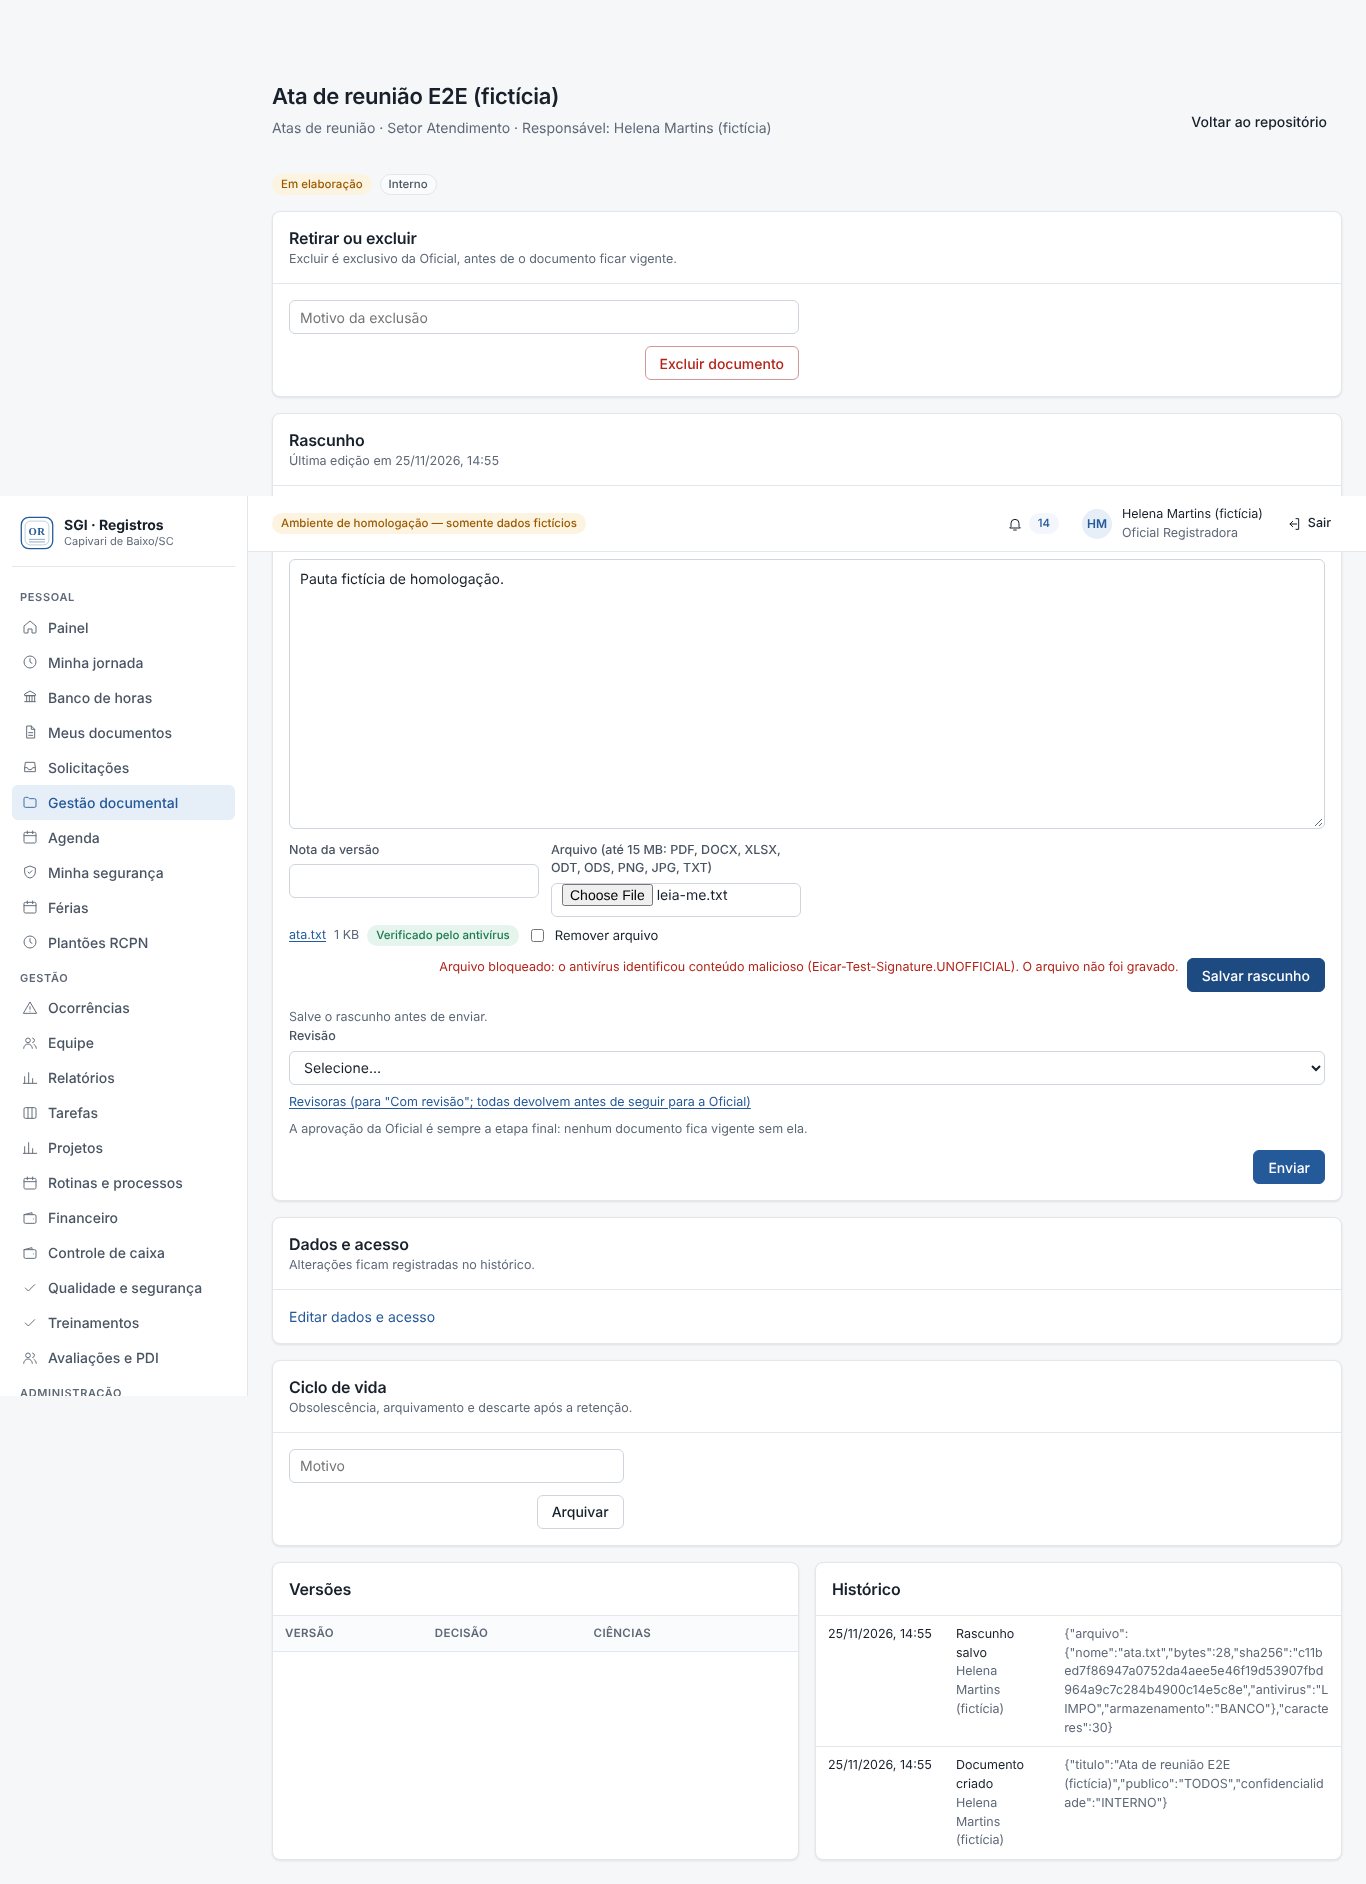 Ata de reunião E2E (fictícia)
Atas de reunião · Setor Atendimento · Responsável: Helena Martins (fictícia)
Voltar ao repositório
Em elaboração
Interno
Retirar ou excluir
Excluir é exclusivo da Oficial, antes de o documento ficar vigente.
Motivo da exclusão
Excluir documento
Rascunho
Última edição em 25/11/2026, 14:55
OR
SGI · Registros
Capivari de Baixo/SC
Ambiente de homologação — somente dados fictícios
14
HM
Helena Martins (fictícia)
Oficial Registradora
Sair
PESSOAL
Painel
Minha jornada
Banco de horas
Meus documentos
Solicitações
Gestão documental
Agenda
Minha segurança
Férias
Plantões RCPN
GESTÃO
Ocorrências
Equipe
Relatórios
Tarefas
Projetos
Rotinas e processos
Financeiro
Controle de caixa
Qualidade e segurança
Treinamentos
Avaliações e PDI
ADMINISTRAÇÃO
Pauta fictícia de homologação.
Nota da versão
Arquivo (até 15 MB: PDF, DOCX, XLSX,
ODT, ODS, PNG, JPG, TXT)
Choose File leia-me.txt
ata.txt 1 KB Verificado pelo antivírus Remover arquivo
Arquivo bloqueado: o antivírus identificou conteúdo malicioso (Eicar-Test-Signature.UNOFFICIAL). O arquivo não foi gravado.
Salvar rascunho
Salve o rascunho antes de enviar.
Revisão
Selecione...
Revisoras (para "Com revisão"; todas devolvem antes de seguir para a Oficial)
A aprovação da Oficial é sempre a etapa final: nenhum documento fica vigente sem ela.
Enviar
Dados e acesso
Alterações ficam registradas no histórico.
Editar dados e acesso
Ciclo de vida
Obsolescência, arquivamento e descarte após a retenção.
Motivo
Arquivar
Versões
VERSÃO DECISÃO CIÊNCIAS
Histórico
25/11/2026, 14:55
Rascunho
salvo
Helena
Martins
(fictícia)
{"arquivo":
{"nome":"ata.txt","bytes":28,"sha256":"c11b
ed7f86947a0752da4aee5e46f19d53907fbd
964a9c7c284b4900c14e5c8e","antivirus":"L
IMPO","armazenamento":"BANCO"},"caracte
res":30}
25/11/2026, 14:55
Documento
criado
Helena
Martins
(fictícia)
{"titulo":"Ata de reunião E2E
(fictícia)","publico":"TODOS","confidencialid
ade":"INTERNO"}